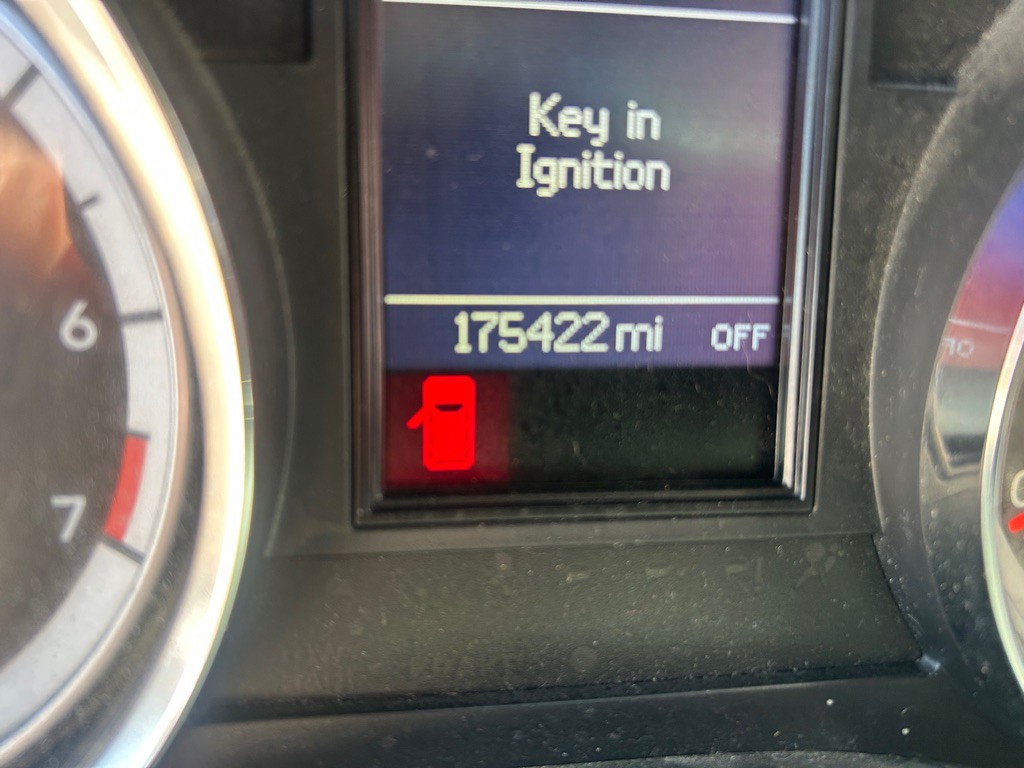 Key in
Ignition
175422 mi OFF
6
7